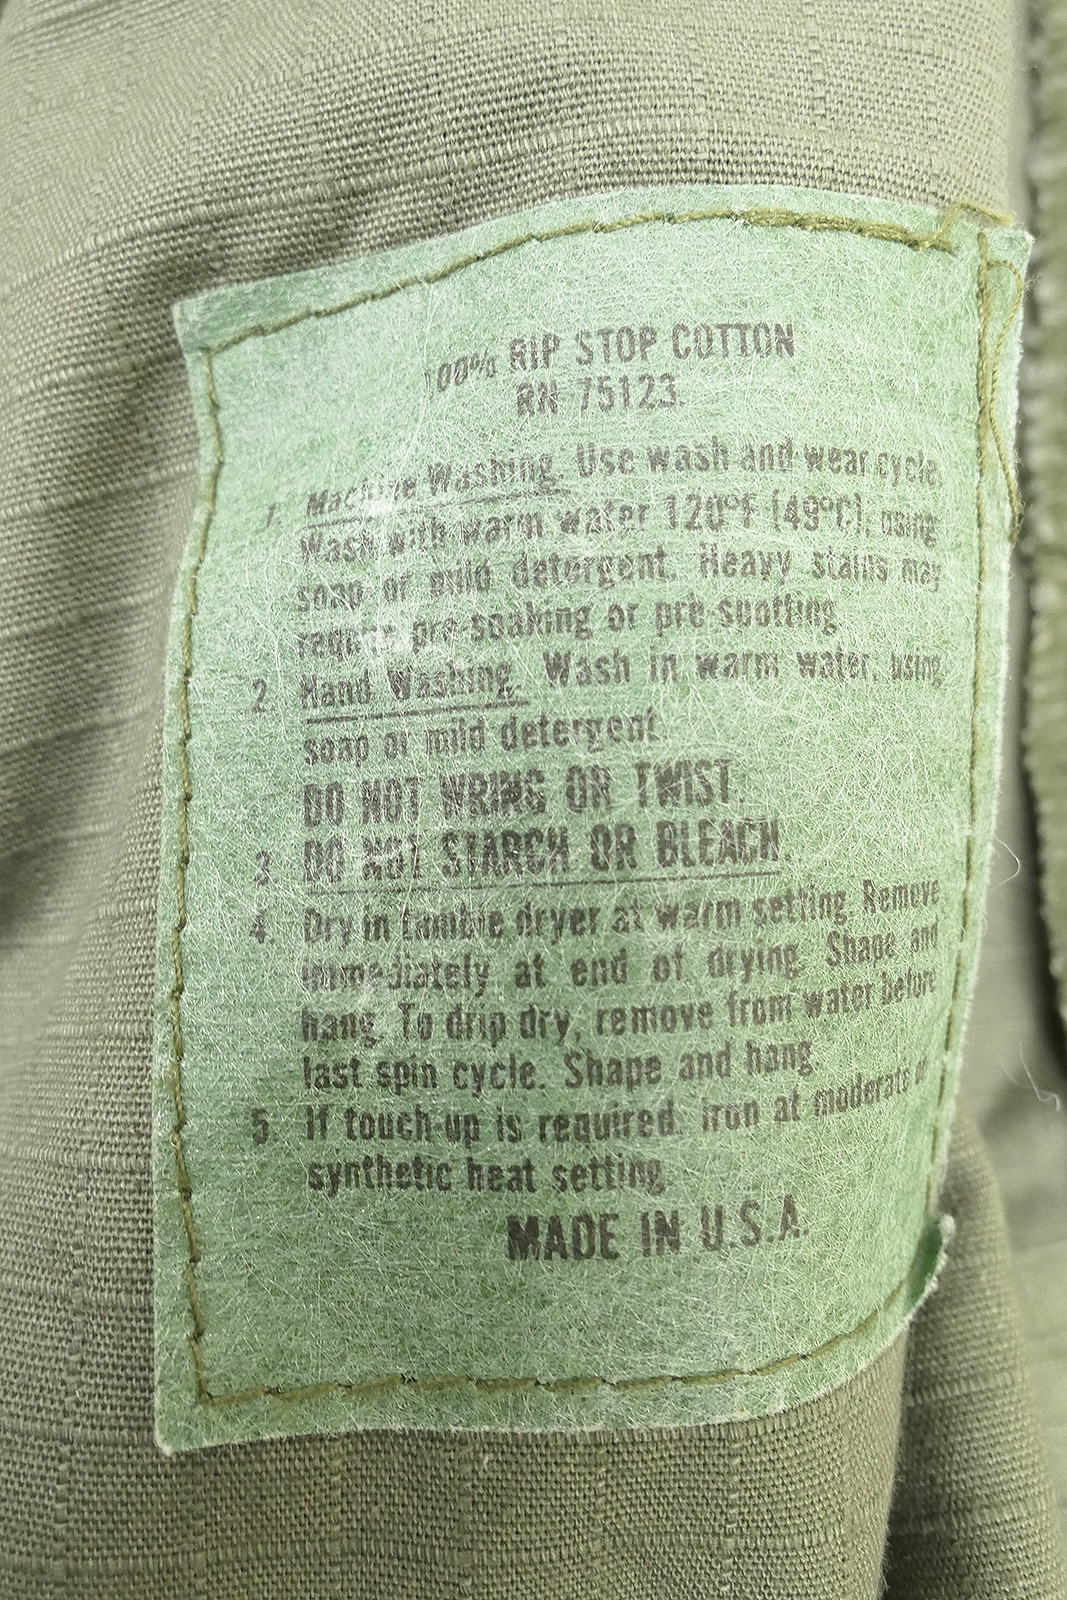 100% RIP STOP COTTON
RN 75123.
1. Machine Washing. Use wash and wear cycle.
Wash with warm water 120°F (49°C), using
soap or mild detergent. Heavy stains may
require pre-soaking or pre-spotting
2. Hand Washing. Wash in warm water, using
soap or mild detergent.
DO NOT WRING OR TWIST.
3. DO NOT STARCH OR BLEACH.
4. Dry in tumble dryer at warm setting. Remove
immediately at end of drying. Shape and
hang. To drip dry, remove from water before
last spin cycle. Shape and hang.
5. If touch-up is required, iron at moderate or
synthetic heat setting.
MADE IN U.S.A.